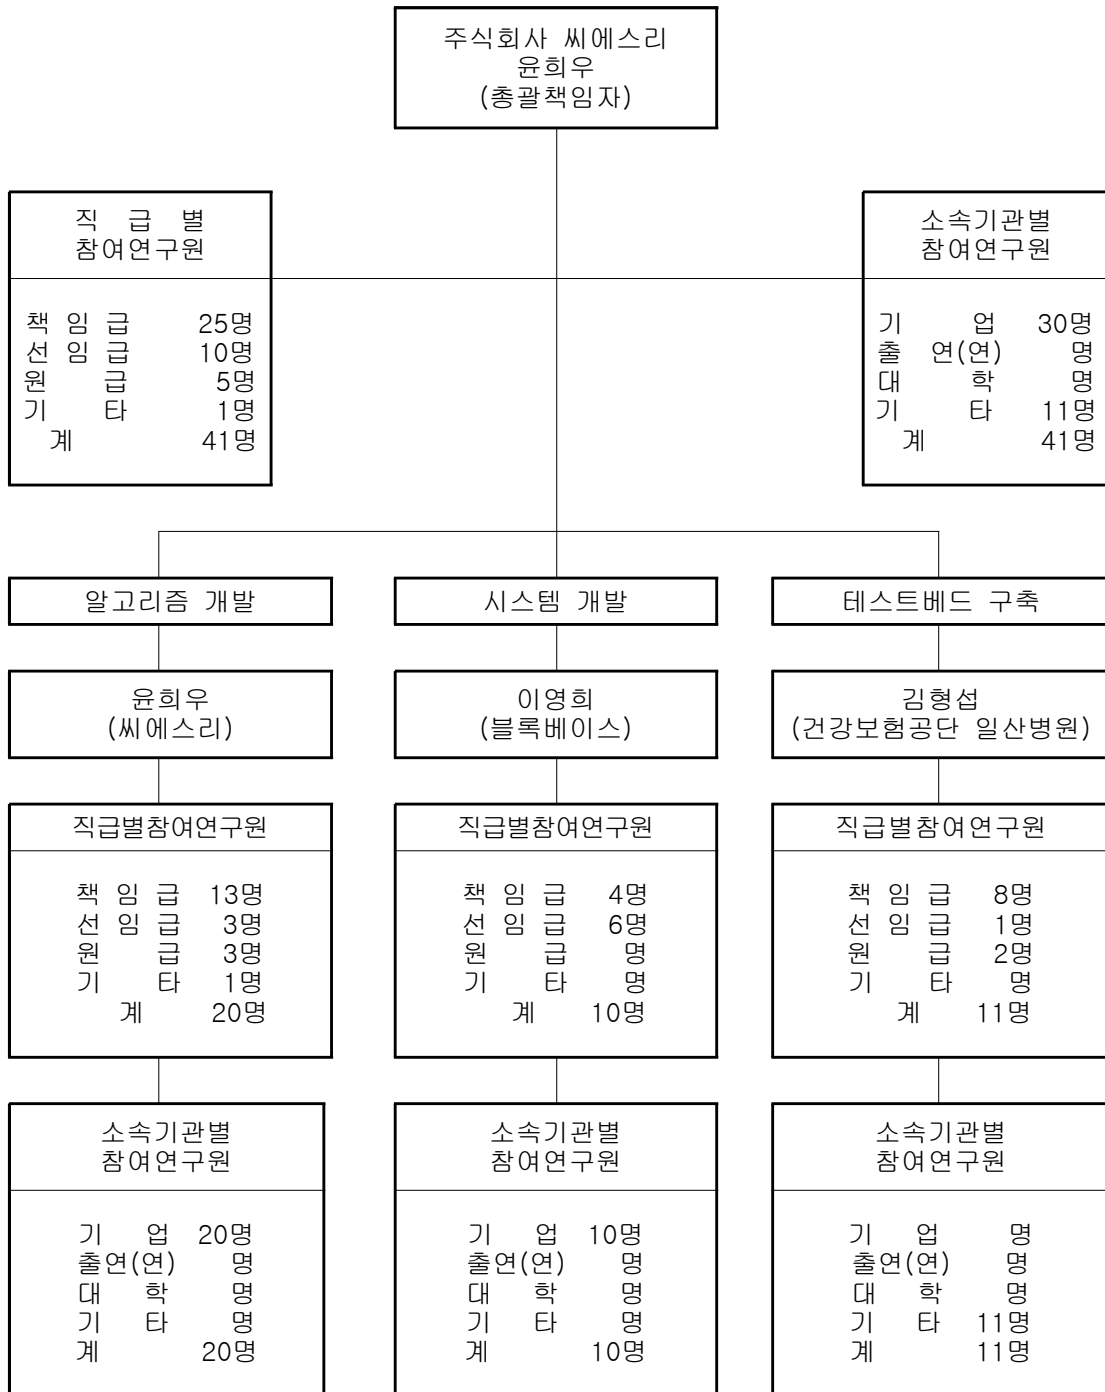 주식회사 씨에스리
윤희우
(총괄책임자)
직 급 별
참여연구원
책 임 급 25명
선 임 급 10명
원 급 5명
기 타 1명
계 41명
소속기관별
참여연구원
기 업 30명
출 연(연) 명
대 학 명
기 타 11명
계 41명
알고리즘 개발
윤희우
(씨에스리)
직급별참여연구원
책 임 급 13명
선 임 급 3명
원 급 3명
기 타 1명
계 20명
소속기관별
참여연구원
기 업 20명
출연(연) 명
대 학 명
기 타 명
계 20명
시스템 개발
이영희
(블록베이스)
직급별참여연구원
책 임 급 4명
선 임 급 6명
원 급 명
기 타 명
계 10명
소속기관별
참여연구원
기 업 10명
출연(연) 명
대 학 명
기 타 명
계 10명
테스트베드 구축
김형섭
(건강보험공단 일산병원)
직급별참여연구원
책 임 급 8명
선 임 급 1명
원 급 2명
기 타 명
계 11명
소속기관별
참여연구원
기 업 명
출연(연) 명
대 학 명
기 타 11명
계 11명